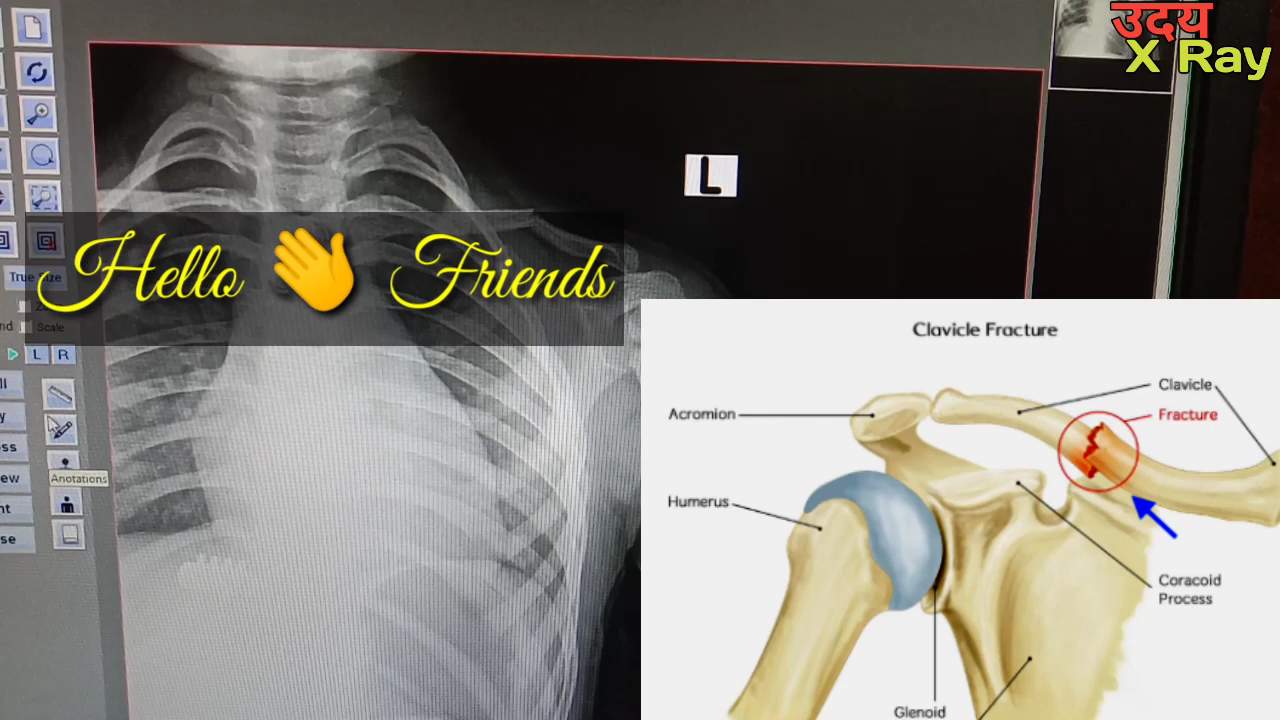 उदय
X Ray
L
Hello 👋 Friends
True Size
Scale
L R
Anotations
Clavicle Fracture
Clavicle
Acromion
Fracture
Humerus
Coracoid
Process
Glenoid